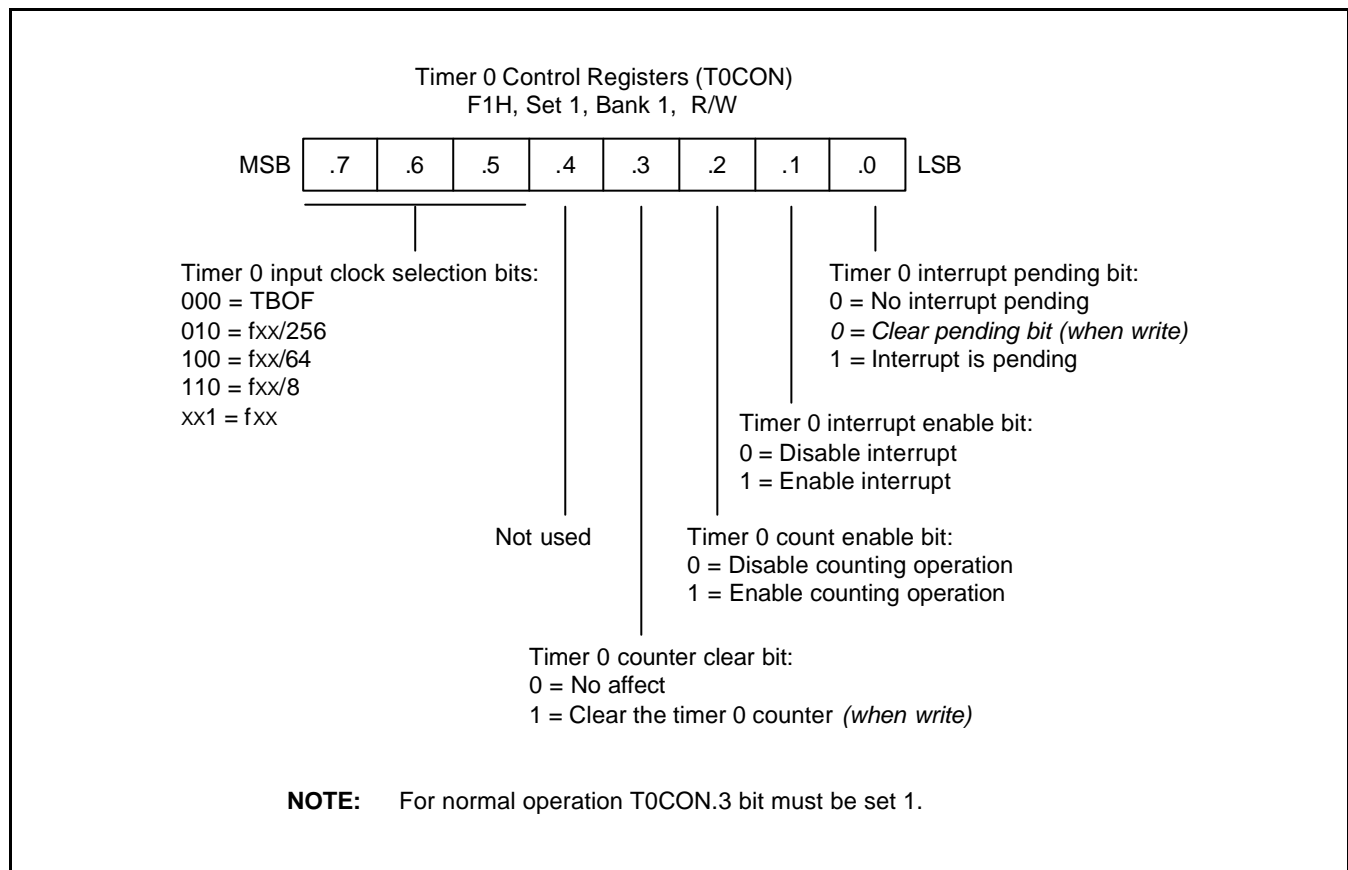 Timer 0 Control Registers (T0CON)
F1H, Set 1, Bank 1, R/W
MSB .7 .6 .5 .4 .3 .2 .1 .0 LSB
Timer 0 input clock selection bits:
000 = TBOF
010 = fxx/256
100 = fxx/64
110 = fxx/8
xx1 = fxx
Timer 0 interrupt pending bit:
0 = No interrupt pending
0 = Clear pending bit (when write)
1 = Interrupt is pending
Timer 0 interrupt enable bit:
0 = Disable interrupt
1 = Enable interrupt
Not used
Timer 0 count enable bit:
0 = Disable counting operation
1 = Enable counting operation
Timer 0 counter clear bit:
0 = No affect
1 = Clear the timer 0 counter (when write)
NOTE: For normal operation T0CON.3 bit must be set 1.